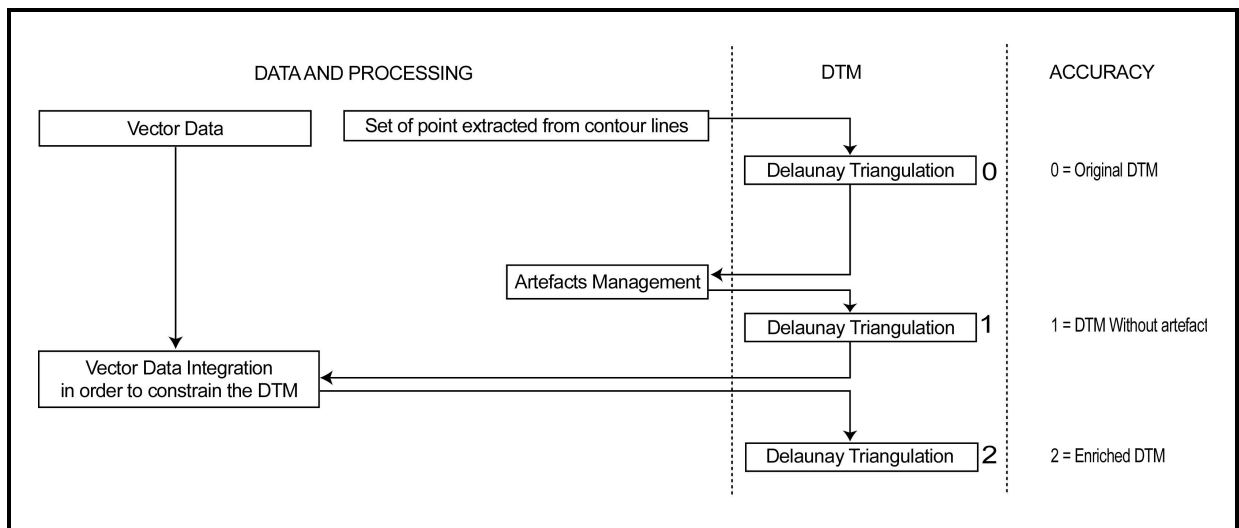 DATA AND PROCESSING
DTM
ACCURACY
Vector Data
Set of point extracted from contour lines
Delaunay Triangulation
0
0 = Original DTM
Artefacts Management
Delaunay Triangulation
1
1 = DTM Without artefact
Vector Data Integration
in order to constrain the DTM
Delaunay Triangulation
2
2 = Enriched DTM